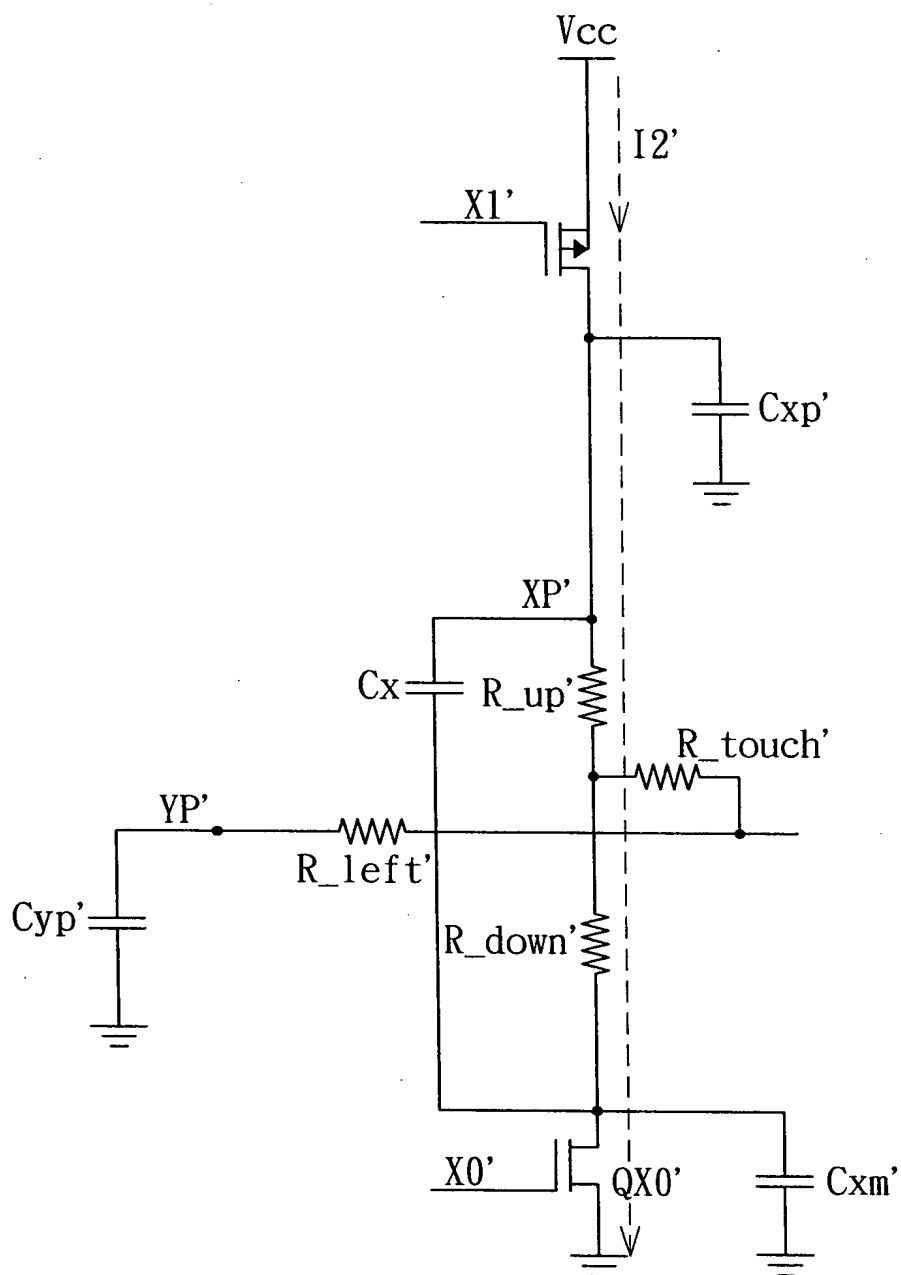 Vcc
I2'
X1'
Cxp'
XP'
Cx
R_up'
R_touch'
YP'
R_left'
Cyp'
R_down'
X0'
QX0'
Cxm'